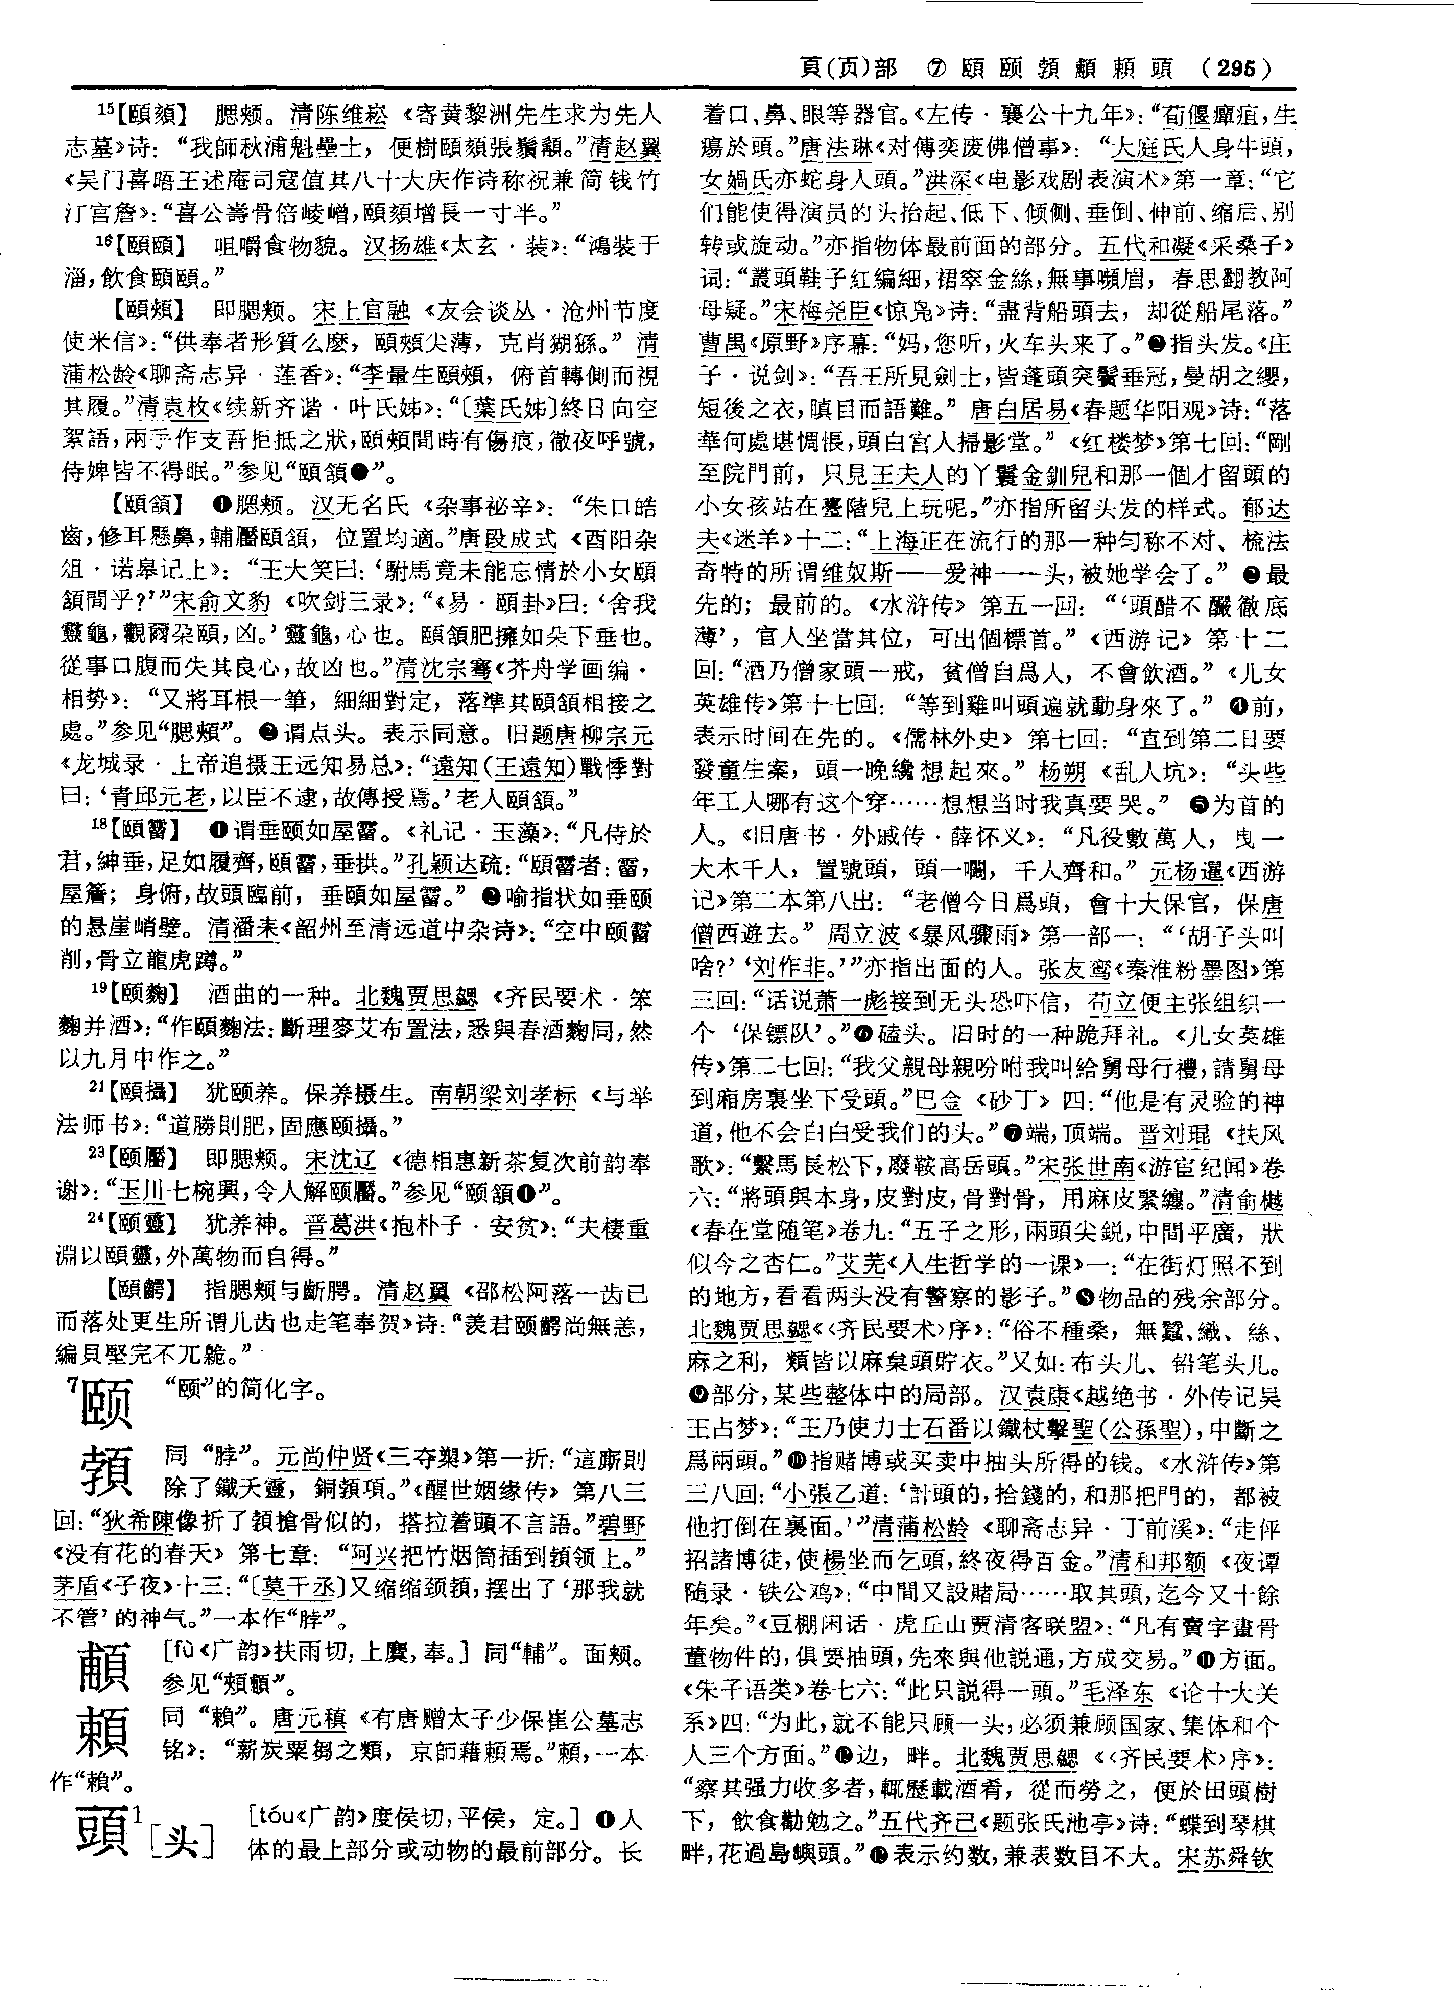 頁(页)部 ⑦ 頤 颐 頴 䫍 頼 頭 (295)
15【頤頦】 腮颊。清陈维崧《寄黄黎洲先生求为先人
志墓》诗：“我師秋浦魁壘士，便樹頤頦張鬚顴。”清赵翼
《吴门喜晤王述庵司寇值其八十大庆作诗称祝兼简钱竹
汀宫詹》：“喜公壽骨倍崚嶒，頤頦增長一寸半。”
16【頤頤】 咀嚼食物貌。汉扬雄《太玄·装》：“鴻裝于
淄，飲食頤頤。”
【頤頰】 即腮颊。宋上官融《友会谈丛·沧州节度
使米信》：“供奉者形質么麽，頤頰尖薄，克肖猢猻。”清
蒲松龄《聊斋志异·莲香》：“李暈生頤頰，俯首轉側而視
其履。”清袁枚《续新齐谐·叶氏姊》：“〔葉氏姊〕終日向空
絮語，兩手作支吾拒抵之狀，頤頰間時有傷痕，徹夜呼號，
侍婢皆不得眠。”参见“頤頷❶”。
【頤頷】 ❶腮颊。汉无名氏《杂事祕辛》：“朱口皓
齒，修耳懸鼻，輔靨頤頷，位置均適。”唐段成式《酉阳杂
俎·诺皋记上》：“王大笑曰：‘駙馬竟未能忘情於小女頤
頷間乎？’”宋俞文豹《吹剑三录》：“《易·頤卦》曰：‘舍我
靈龜，觀爾朵頤，凶。’靈龜，心也。頤頷肥擁如朵下垂也。
從事口腹而失其良心，故凶也。”清沈宗骞《芥舟学画编·
相势》：“又將耳根一筆，細細對定，落準其頤頷相接之
處。”参见“腮頰”。❷谓点头。表示同意。旧题唐柳宗元
《龙城录·上帝追摄王远知易总》：“遠知（王遠知）戰悸對
曰：‘青邱元老，以臣不逮，故傳授焉。’老人頤頷。”
18【頤霤】 ❶谓垂颐如屋霤。《礼记·玉藻》：“凡侍於
君，紳垂，足如履齊，頤霤，垂拱。”孔颖达疏：“頤霤者：霤，
屋簷；身俯，故頭臨前，垂頤如屋霤。”❷喻指状如垂颐
的悬崖峭壁。清潘耒《韶州至清远道中杂诗》：“空中頤霤
削，骨立龍虎蹲。”
19【頤麴】 酒曲的一种。北魏贾思勰《齐民要术·笨
麴并酒》：“作頤麴法：斷理麥艾布置法，悉與春酒麴同，然
以九月中作之。”
21【頤攝】 犹颐养。保养摄生。南朝梁刘孝标《与举
法师书》：“道勝則肥，固應頤攝。”
23【頤靨】 即腮颊。宋沈辽《德相惠新茶复次前韵奉
谢》：“玉川七椀興，令人解頤靨。”参见“頤頷❶”。
24【頤靈】 犹养神。晋葛洪《抱朴子·安贫》：“夫棲重
淵以頤靈，外萬物而自得。”
【頤齶】 指腮颊与齗腭。清赵翼《邵松阿落一齿已
而落处更生所谓儿齿也走笔奉贺》诗：“羡君頤齶尚無恙，
編貝堅完不兀臲。”
7颐 “頤”的简化字。
頴 同“脖”。元尚仲贤《三夺槊》第一折：“這厮則
除了鐵天靈，銅頴項。”《醒世姻缘传》第八三
回：“狄希陳像折了頴搶骨似的，搭拉着頭不言語。”碧野
《没有花的春天》第七章：“阿兴把竹烟筒插到頴领上。”
茅盾《子夜》十三：“〔莫干丞〕又缩缩颈頴，摆出了‘那我就
不管’的神气。”一本作“脖”。
䩉 [fǔ《广韵》扶雨切，上麌，奉。] 同“輔”。面颊。
参见“頰䩉”。
頼 同“賴”。唐元稹《有唐赠太子少保崔公墓志
铭》：“薪炭粟芻之類，京師藉頼焉。”頼，一本
作“賴”。
頭1[头] [tóu《广韵》度侯切，平侯，定。] ❶人
体的最上部分或动物的最前部分。长
着口、鼻、眼等器官。《左传·襄公十九年》：“荀偃癉疽，生
瘍於頭。”唐法琳《对傅奕废佛僧事》：“大庭氏人身牛頭，
女媧氏亦蛇身人頭。”洪深《电影戏剧表演术》第一章：“它
们能使得演员的头抬起、低下、倾侧、垂倒、伸前、缩后、别
转或旋动。”亦指物体最前面的部分。五代和凝《采桑子》
词：“叢頭鞋子紅編細，裙窣金絲，無事嚬眉，春思翻教阿
母疑。”宋梅尧臣《惊凫》诗：“盡背船頭去，却從船尾落。”
曹禺《原野》序幕：“妈，您听，火车头来了。”❷指头发。《庄
子·说剑》：“吾王所見劍士，皆蓬頭突鬢垂冠，曼胡之纓，
短後之衣，瞋目而語難。”唐白居易《春题华阳观》诗：“落
華何處堪惆悵，頭白宮人掃影堂。”《红楼梦》第七回：“剛
至院門前，只見王夫人的丫鬟金釧兒和那一個才留頭的
小女孩站在臺階兒上玩呢。”亦指所留头发的样式。郁达
夫《迷羊》十二：“上海正在流行的那一种匀称不对、梳法
奇特的所谓维奴斯——爱神——头，被她学会了。”❸最
先的；最前的。《水浒传》第五一回：“‘頭醋不釅徹底
薄’，官人坐當其位，可出個標首。”《西游记》第十二
回：“酒乃僧家頭一戒，貧僧自爲人，不會飲酒。”《儿女
英雄传》第十七回：“等到雞叫頭遍就動身來了。”❹前，
表示时间在先的。《儒林外史》第七回：“直到第二日要
發童生案，頭一晚纔想起來。”杨朔《乱人坑》：“头些
年工人哪有这个穿……想想当时我真要哭。”❺为首的
人。《旧唐书·外戚传·薛怀义》：“凡役數萬人，曳一
大木千人，置號頭，頭一噉，千人齊和。”元杨暹《西游
记》第二本第八出：“老僧今日爲頭，會十大保官，保唐
僧西遊去。”周立波《暴风骤雨》第一部一：“‘胡子头叫
啥？’‘刘作非。’”亦指出面的人。张友鸾《秦淮粉墨图》第
三回：“话说萧一彪接到无头恐吓信，苟立便主张组织一
个‘保镖队’。”❻磕头。旧时的一种跪拜礼。《儿女英雄
传》第二七回：“我父親母親吩咐我叫給舅母行禮，請舅母
到廂房裏坐下受頭。”巴金《砂丁》四：“他是有灵验的神
道，他不会白白受我们的头。”❼端，顶端。晋刘琨《扶风
歌》：“繫馬長松下，廢鞍高岳頭。”宋张世南《游宦纪闻》卷
六：“將頭與本身，皮對皮，骨對骨，用麻皮緊纏。”清俞樾
《春在堂随笔》卷九：“五子之形，兩頭尖銳，中間平廣，狀
似今之杏仁。”艾芜《人生哲学的一课》一：“在街灯照不到
的地方，看看两头没有警察的影子。”❽物品的残余部分。
北魏贾思勰《〈齐民要术〉序》：“俗不種桑，無蠶、織、絲、
麻之利，類皆以麻枲頭貯衣。”又如：布头儿、铅笔头儿。
❾部分，某些整体中的局部。汉袁康《越绝书·外传记吴
王占梦》：“王乃使力士石番以鐵杖擊聖（公孫聖），中斷之
爲兩頭。”❿指赌博或买卖中抽头所得的钱。《水浒传》第
三八回：“小張乙道：‘討頭的，拾錢的，和那把門的，都被
他打倒在裏面。’”清蒲松龄《聊斋志异·丁前溪》：“走伻
招諸博徒，使楊坐而乞頭，終夜得百金。”清和邦额《夜谭
随录·铁公鸡》：“中間又設賭局……取其頭，迄今又十餘
年矣。”《豆棚闲话·虎丘山贾清客联盟》：“凡有賣字畫骨
董物件的，俱要抽頭，先來與他説通，方成交易。”⓫方面。
《朱子语类》卷七六：“此只説得一頭。”毛泽东《论十大关
系》四：“为此，就不能只顾一头，必须兼顾国家、集体和个
人三个方面。”⓬边，畔。北魏贾思勰《〈齐民要术〉序》：
“察其强力收多者，輒歷載酒肴，從而勞之，便於田頭樹
下，飲食勸勉之。”五代齐己《题张氏池亭》诗：“蝶到琴棋
畔，花過島嶼頭。”⓭表示约数，兼表数目不大。宋苏舜钦